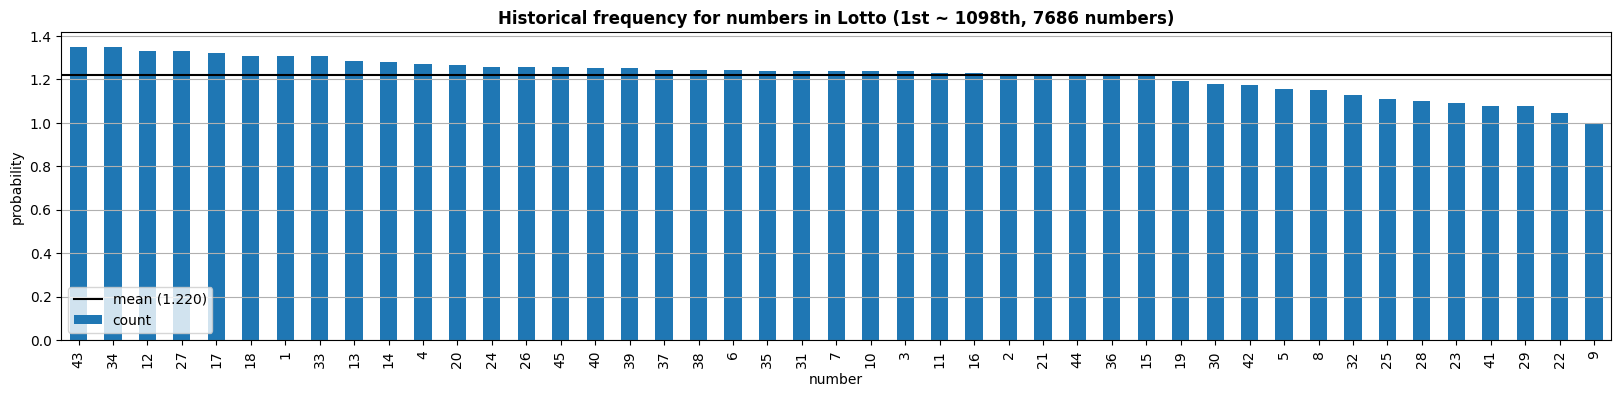 Historical frequency for numbers in Lotto (1st ~ 1098th, 7686 numbers)
probability
1.4
1.2
1.0
0.8
0.6
0.4
0.2
0.0
mean (1.220)
count
43 34 12 27 17 18 1 33 13 14 4 20 24 26 45 40 39 37 38 6 35 31 7 10 3 11 16 2 21 44 36 15 19 30 42 5 8 32 25 28 23 41 29 22 9
number